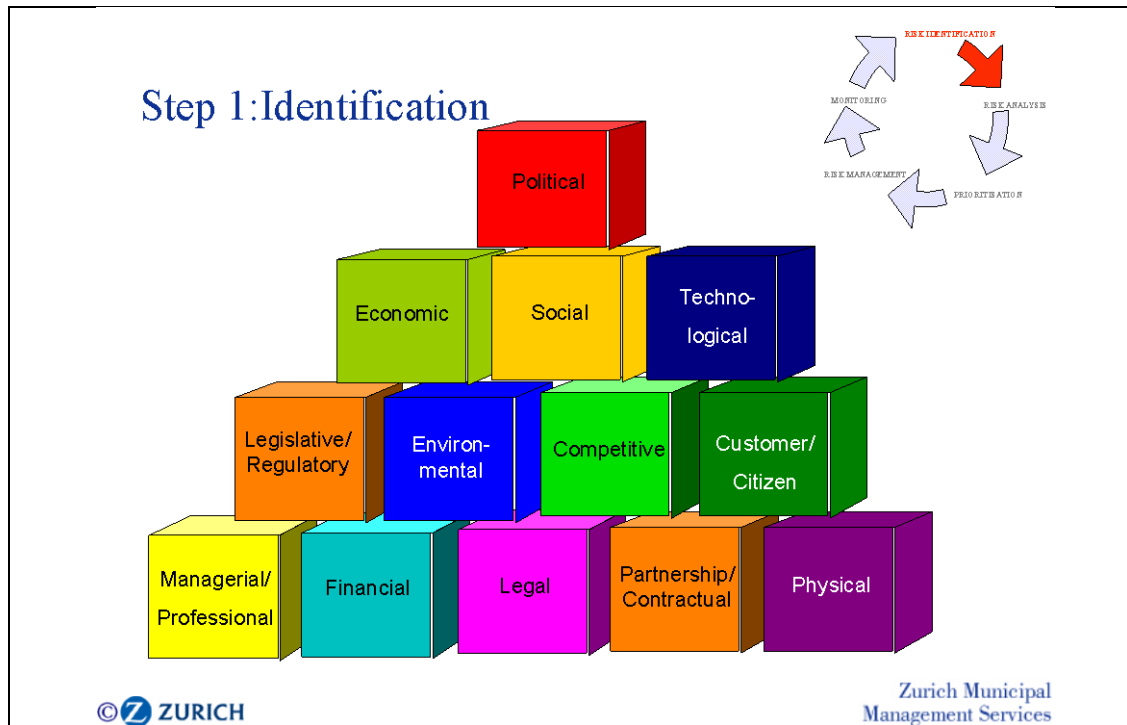 RISK IDENTIFICATION
Step 1:Identification
MONITORING
RISK ANALYSIS
RISK MANAGEMENT
PRIORITISATION
Political
Economic
Social
Techno-
logical
Legislative/
Regulatory
Environ-
mental
Competitive
Customer/
Citizen
Managerial/
Professional
Financial
Legal
Partnership/
Contractual
Physical
© Z ZURICH
Zurich Municipal
Management Services